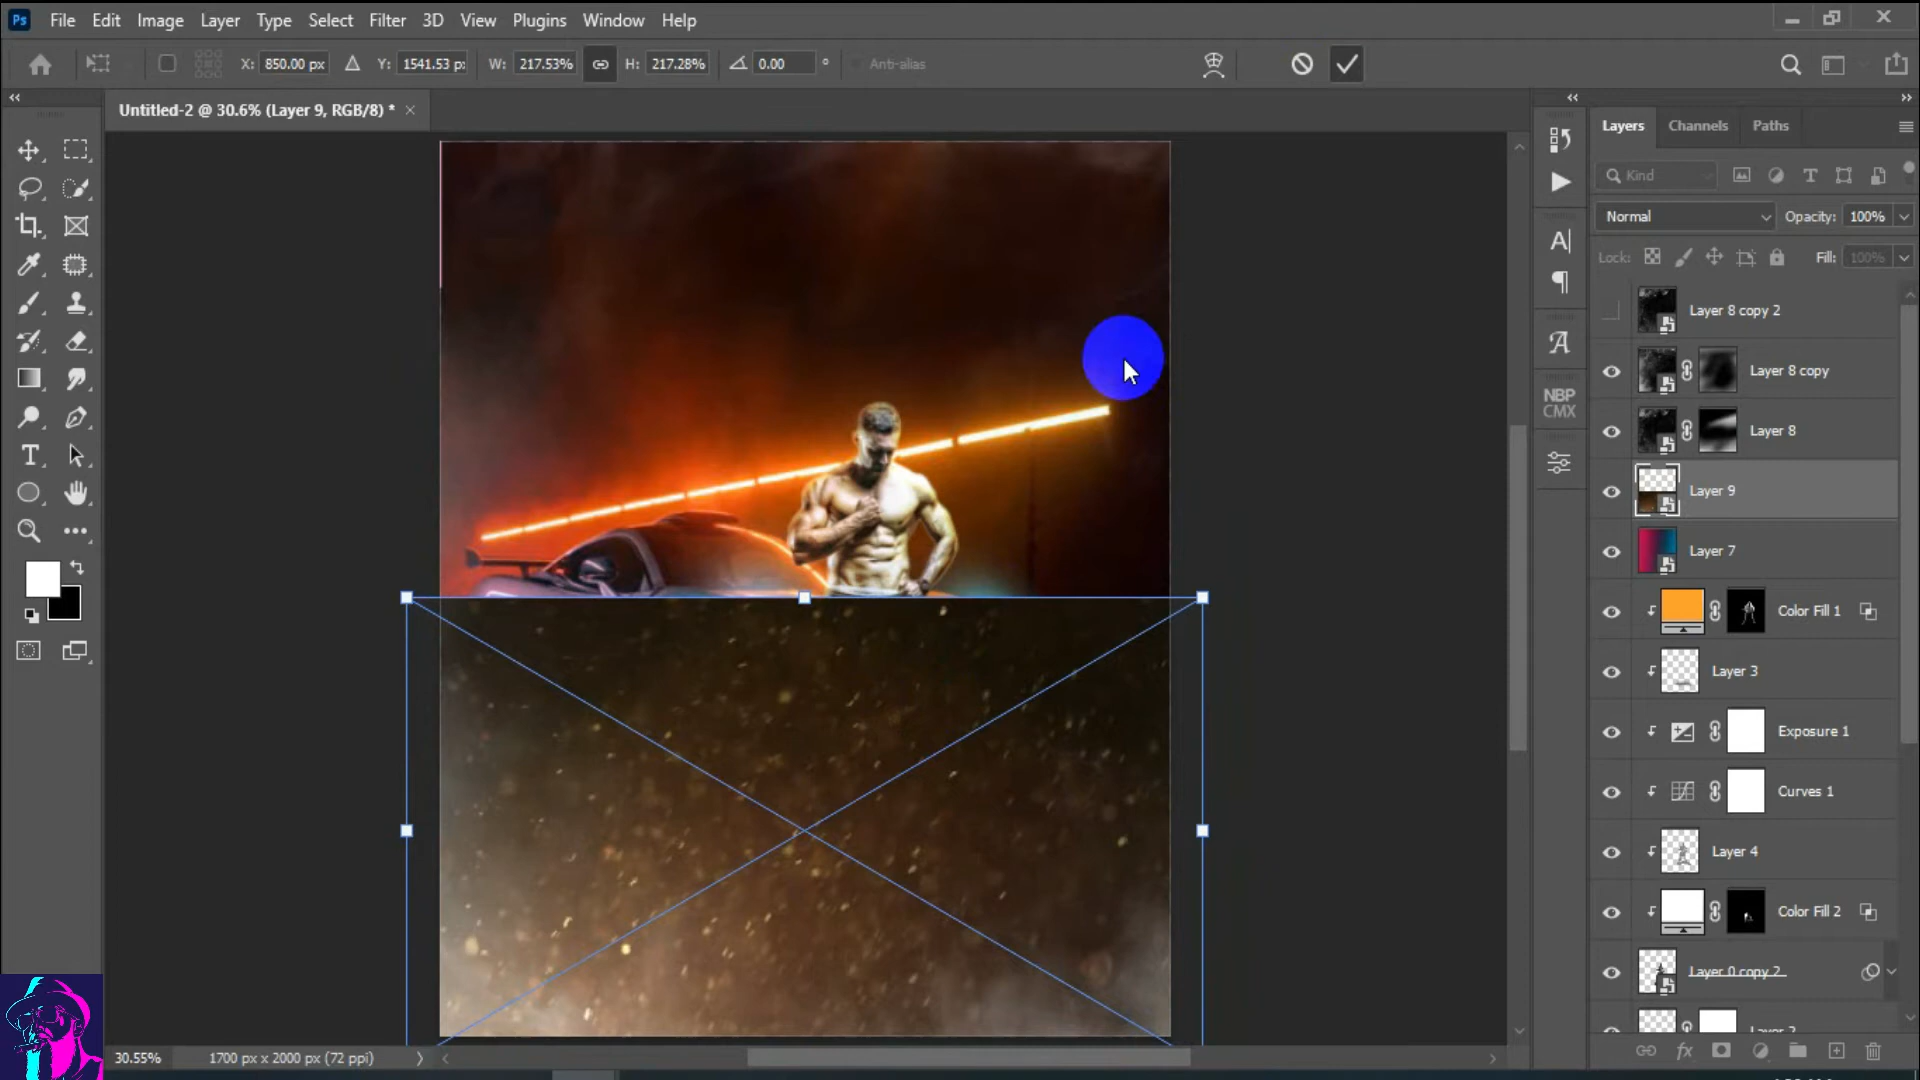 Ps File Edit Image Layer Type Select Filter 3D View Plugins Window Help
X: 850.00 px Y: 1541.53 p: W: 217.53% H: 217.28% 0.00 ° Anti-alias
Untitled-2 @ 30.6% (Layer 9, RGB/8) * ×
Layers Channels Paths
Kind
Normal Opacity: 100%
Lock: Fill: 100%
Layer 8 copy 2
Layer 8 copy
Layer 8
Layer 9
Layer 7
Color Fill 1
Layer 3
Exposure 1
Curves 1
Layer 4
Color Fill 2
Layer 0 copy 2
Layer 2
NBP
CMX
fx
30.55% 1700 px x 2000 px (72 ppi)